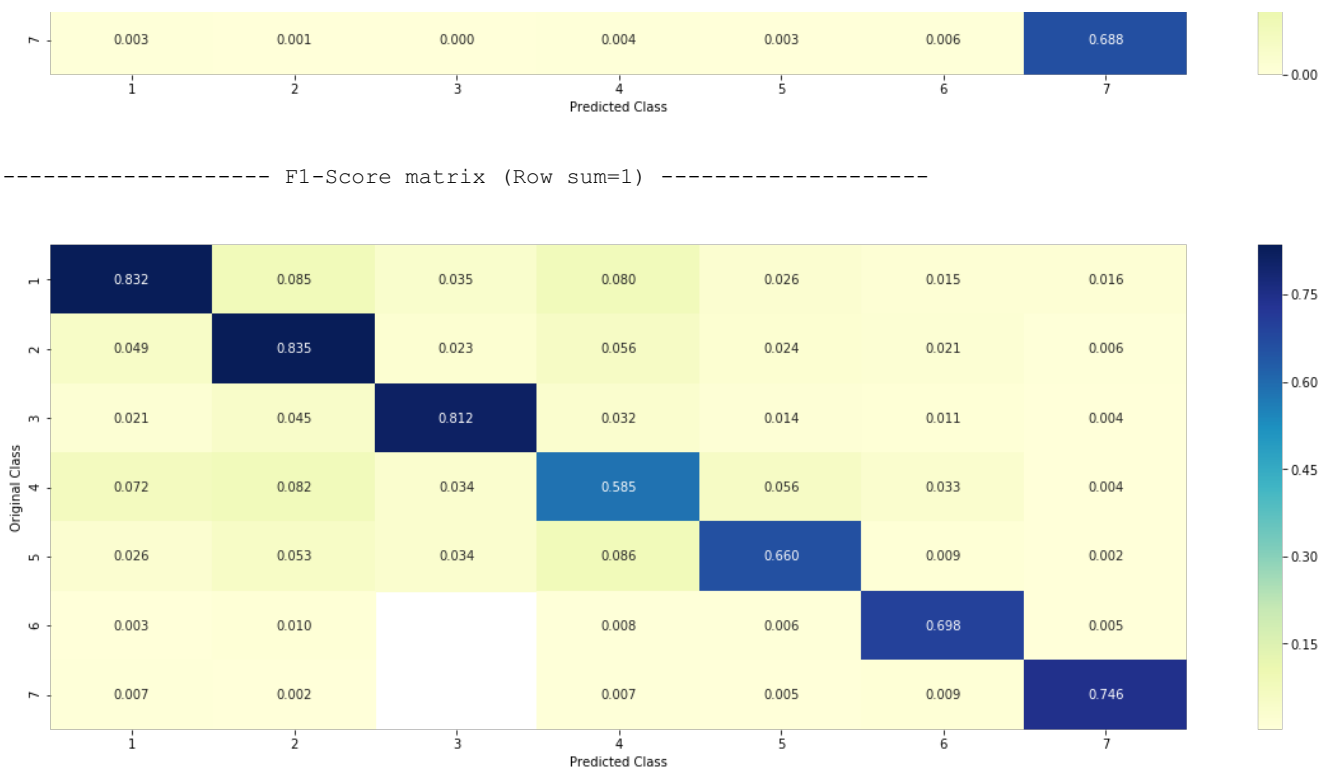 7 0.003 0.001 0.000 0.004 0.003 0.006 0.688
0.00
1 2 3 4 5 6 7
Predicted Class
-------------------- F1-Score matrix (Row sum=1) --------------------
1 0.832 0.085 0.035 0.080 0.026 0.015 0.016
0.75
2 0.049 0.835 0.023 0.056 0.024 0.021 0.006
0.60
3 0.021 0.045 0.812 0.032 0.014 0.011 0.004
0.45
Original Class
4 0.072 0.082 0.034 0.585 0.056 0.033 0.004
5 0.026 0.053 0.034 0.086 0.660 0.009 0.002
0.30
6 0.003 0.010 0.008 0.006 0.698 0.005
0.15
7 0.007 0.002 0.007 0.005 0.009 0.746
1 2 3 4 5 6 7
Predicted Class